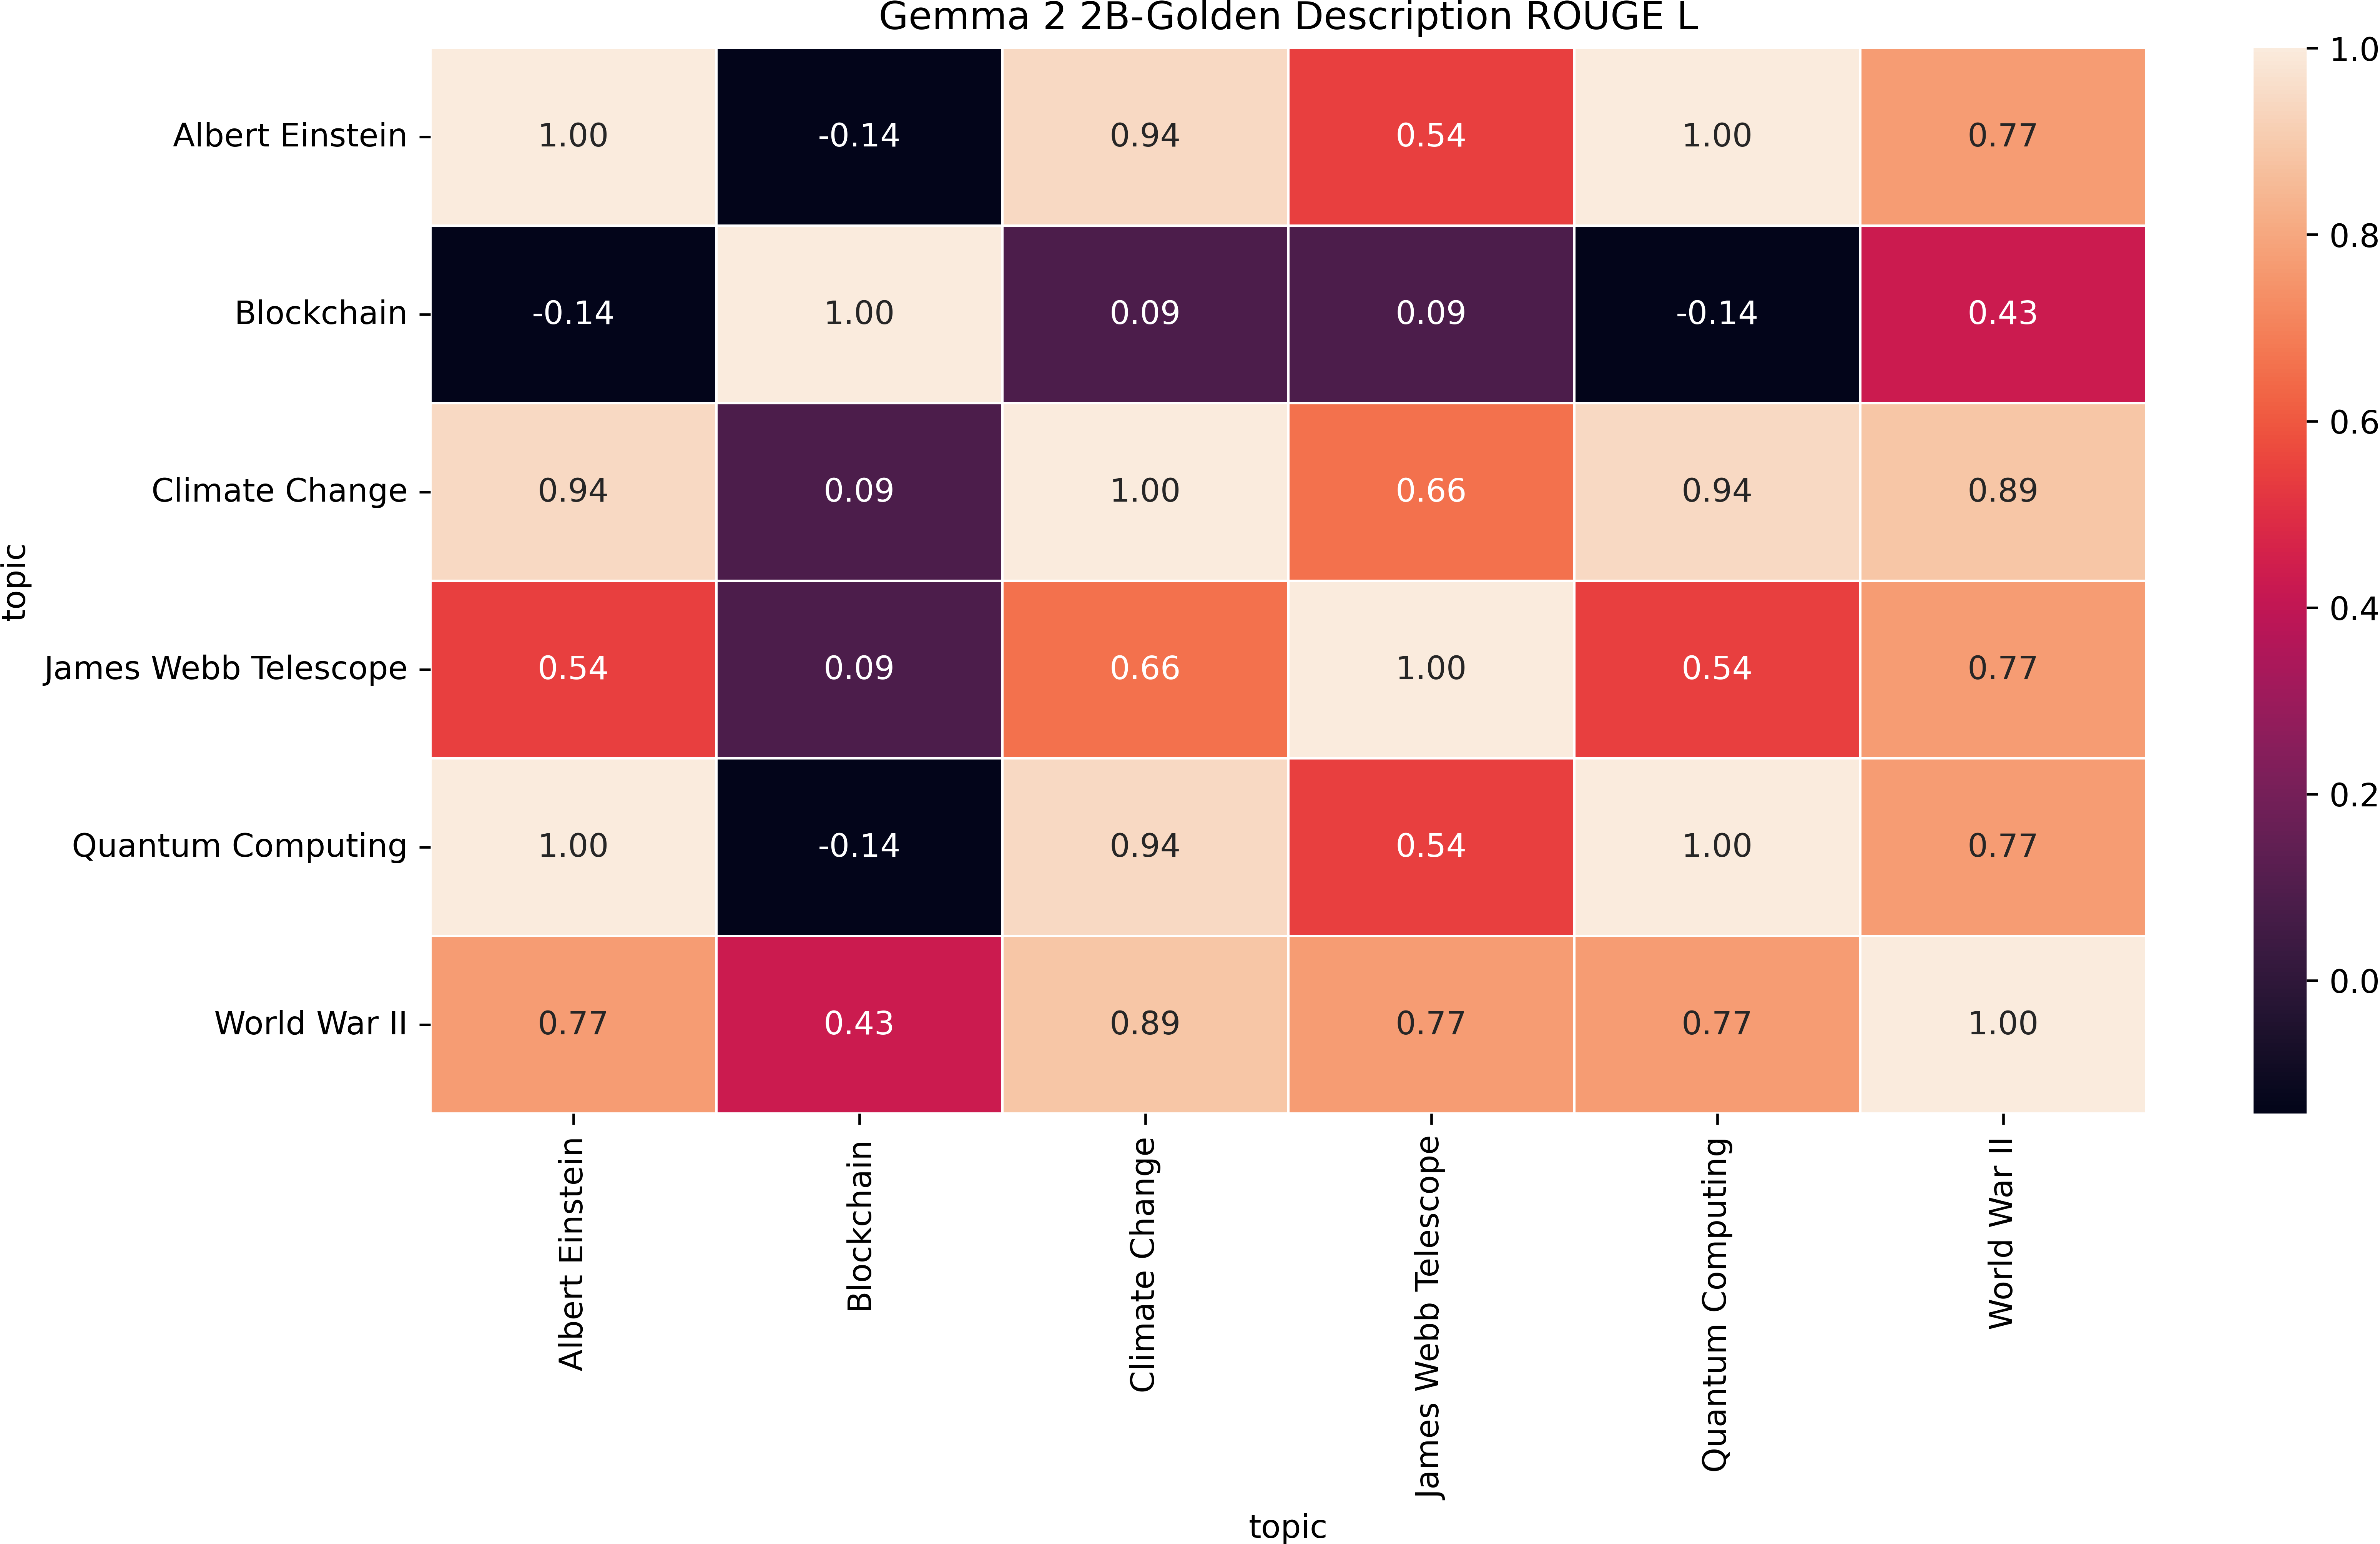 Gemma 2 2B-Golden Description ROUGE L
Albert Einstein 1.00 -0.14 0.94 0.54 1.00 0.77
Blockchain -0.14 1.00 0.09 0.09 -0.14 0.43
Climate Change 0.94 0.09 1.00 0.66 0.94 0.89
James Webb Telescope 0.54 0.09 0.66 1.00 0.54 0.77
Quantum Computing 1.00 -0.14 0.94 0.54 1.00 0.77
World War II 0.77 0.43 0.89 0.77 0.77 1.00
topic
Albert Einstein
Blockchain
Climate Change
James Webb Telescope
Quantum Computing
World War II
topic
1.0
0.8
0.6
0.4
0.2
0.0